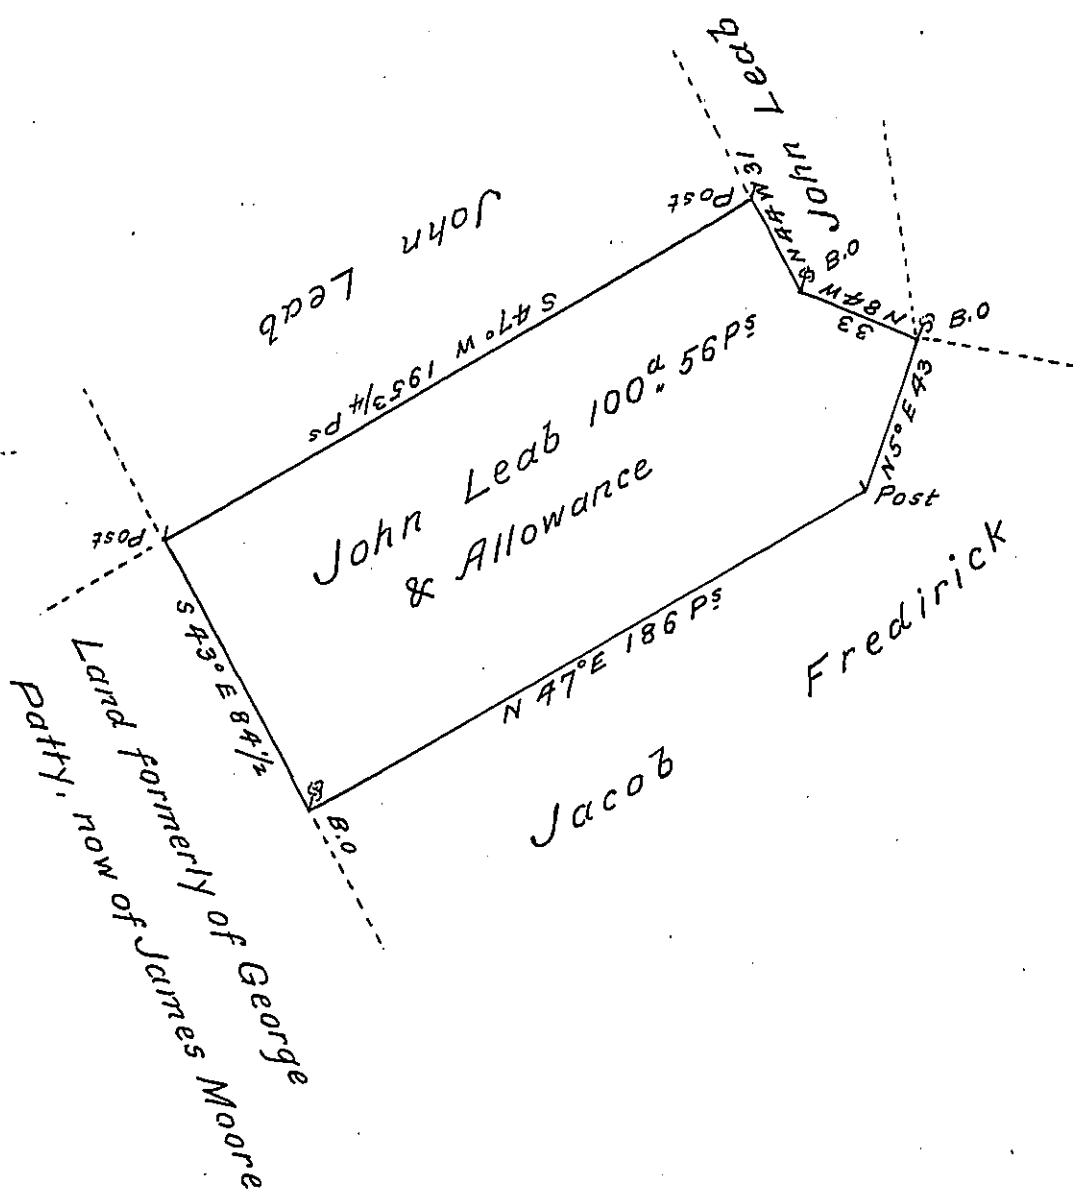 John Leab
N 44 W 31
Post
John Leab
B.O
N 84 W
33
B.O
S 47° W 195 3/4 Ps
N 5° E 43
John Leab 100a 56 Ps
& Allowance
Post
Post
S 43° E 84 1/2
N 47° E 186 Ps
Jacob Fredirick
B.O
Land formerly of George
Patty, now of James Moore